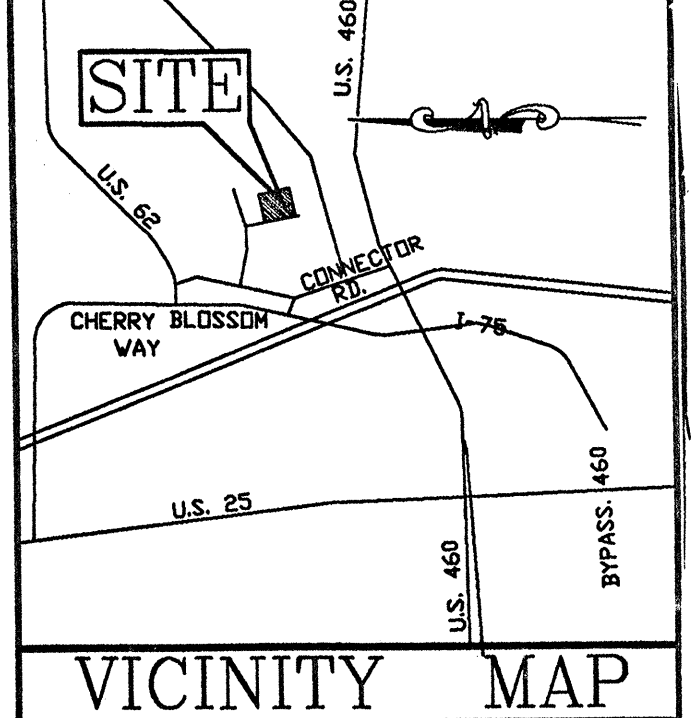 U.S. 460
SITE
U.S. 62
CONNECTOR
RD.
CHERRY BLOSSOM
WAY
I-75
U.S. 25
BYPASS. 460
U.S. 460
VICINITY MAP